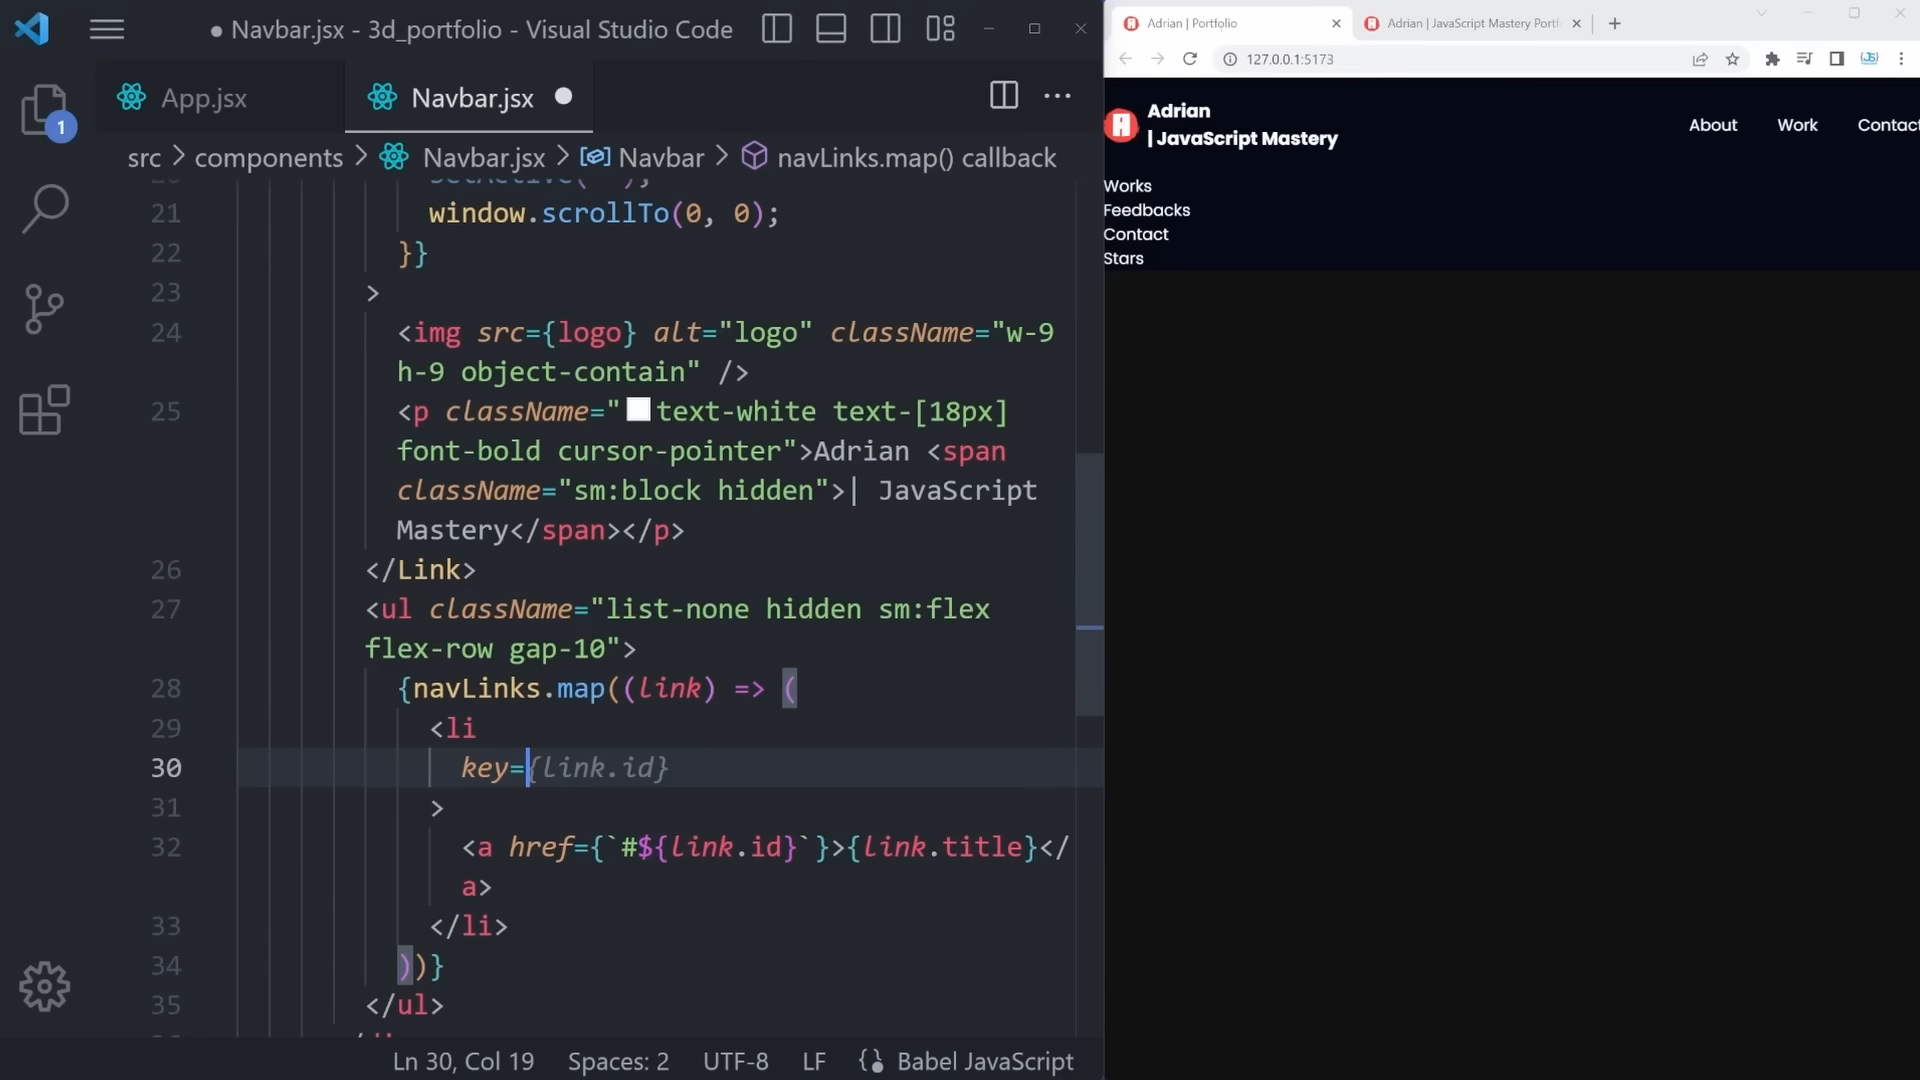 ● Navbar.jsx - 3d_portfolio - Visual Studio Code
App.jsx
Navbar.jsx
1
src > components > Navbar.jsx > Navbar > navLinks.map() callback
21 window.scrollTo(0, 0);
22 }}
23 >
24 <img src={logo} alt="logo" className="w-9
h-9 object-contain" />
25 <p className="text-white text-[18px]
font-bold cursor-pointer">Adrian <span
className="sm:block hidden">| JavaScript
Mastery</span></p>
26 </Link>
27 <ul className="list-none hidden sm:flex
flex-row gap-10">
28 {navLinks.map((link) => (
29 <li
30 key={link.id}
31 >
32 <a href={`#${link.id}`}>{link.title}</
a>
33 </li>
34 ))}
35 </ul>
Ln 30, Col 19 Spaces: 2 UTF-8 LF Babel JavaScript
Adrian | Portfolio
Adrian | JavaScript Mastery Portf
127.0.0.1:5173
Adrian
| JavaScript Mastery
About Work Contac
Works
Feedbacks
Contact
Stars